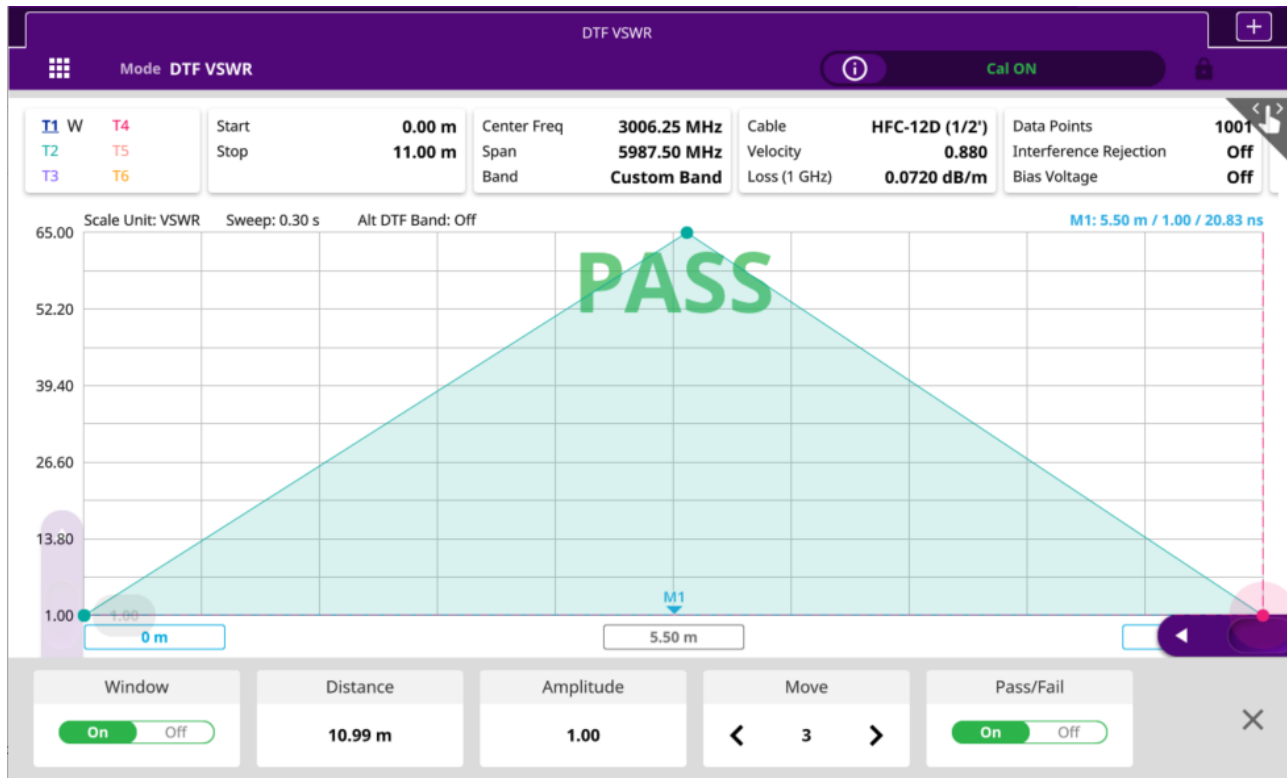 DTF VSWR
+
Mode DTF VSWR
Cal ON
T1 W T4
T2 T5
T3 T6
Start 0.00 m
Stop 11.00 m
Center Freq 3006.25 MHz
Span 5987.50 MHz
Band Custom Band
Cable HFC-12D (1/2')
Velocity 0.880
Loss (1 GHz) 0.0720 dB/m
Data Points 1001
Interference Rejection Off
Bias Voltage Off
Scale Unit: VSWR Sweep: 0.30 s Alt DTF Band: Off
M1: 5.50 m / 1.00 / 20.83 ns
65.00
PASS
52.20
39.40
26.60
13.80
M1
1.00 1.00
0 m 5.50 m
Window Distance Amplitude Move Pass/Fail
On Off 10.99 m 1.00 3 On Off